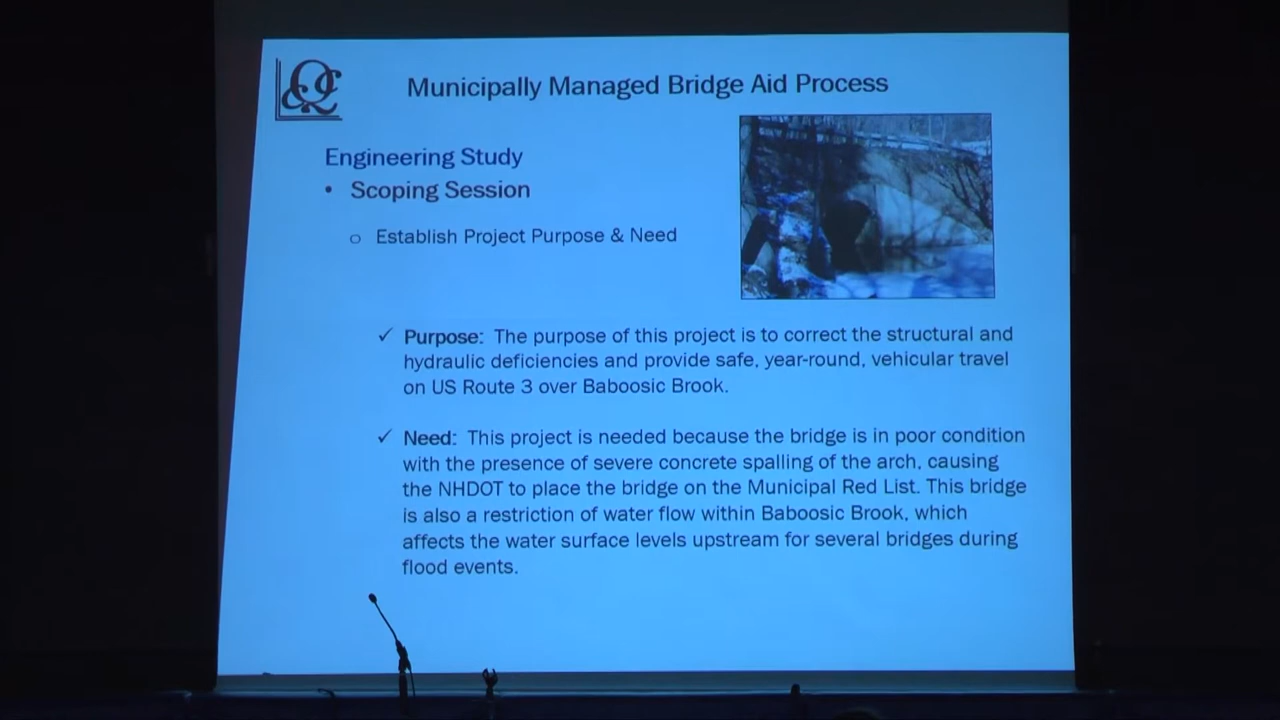 Municipally Managed Bridge Aid Process
Engineering Study
• Scoping Session
o Establish Project Purpose & Need
✓ Purpose: The purpose of this project is to correct the structural and
hydraulic deficiencies and provide safe, year-round, vehicular travel
on US Route 3 over Baboosic Brook.
✓ Need: This project is needed because the bridge is in poor condition
with the presence of severe concrete spalling of the arch, causing
the NHDOT to place the bridge on the Municipal Red List. This bridge
is also a restriction of water flow within Baboosic Brook, which
affects the water surface levels upstream for several bridges during
flood events.